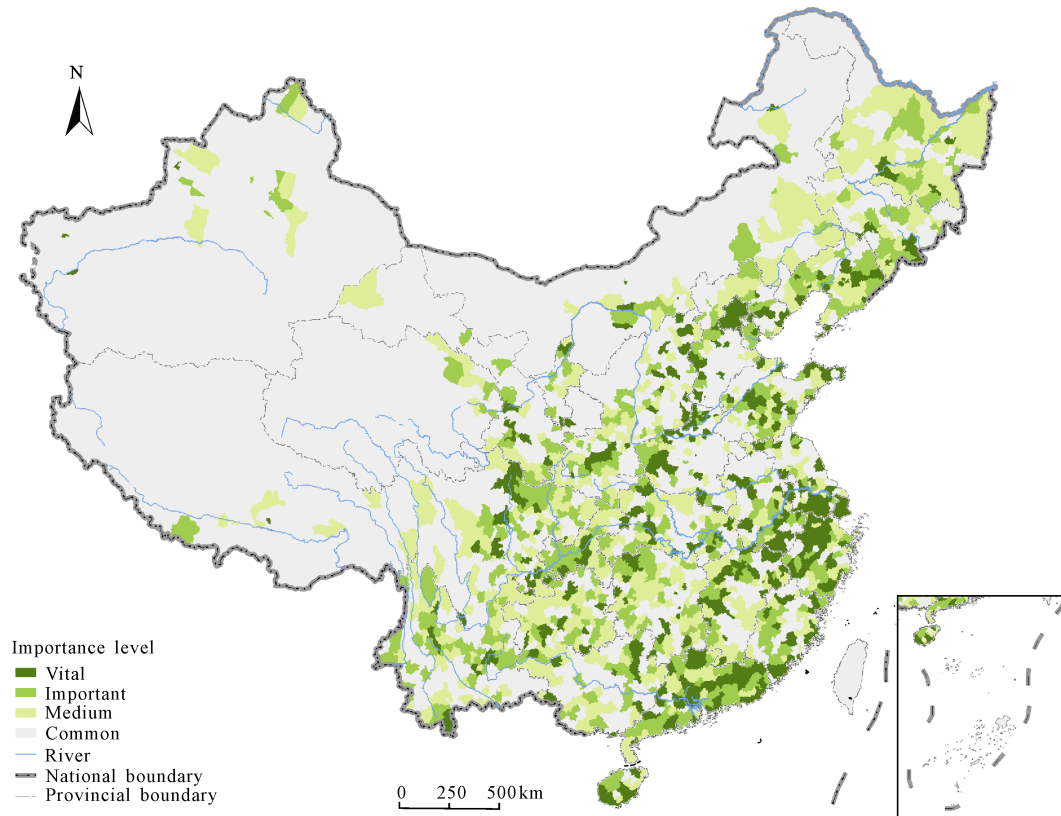 N
Importance level
Vital
Important
Medium
Common
River
National boundary
Provincial boundary
0 250 500km